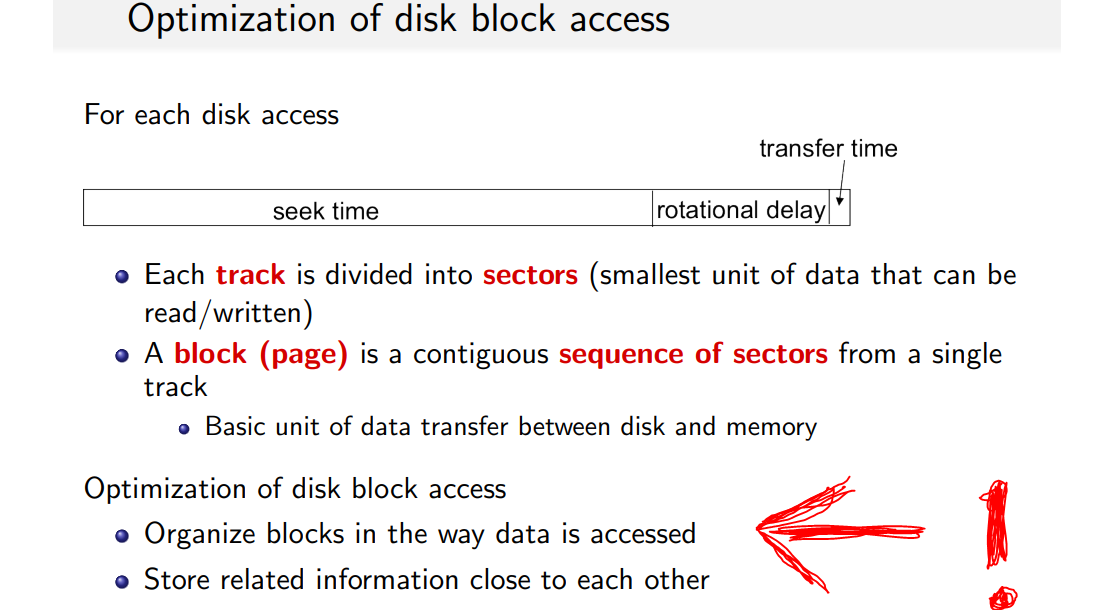 Optimization of disk block access
For each disk access
transfer time
seek time
rotational delay
Each track is divided into sectors (smallest unit of data that can be
read/written)
A block (page) is a contiguous sequence of sectors from a single
track
Basic unit of data transfer between disk and memory
Optimization of disk block access
Organize blocks in the way data is accessed
Store related information close to each other
!